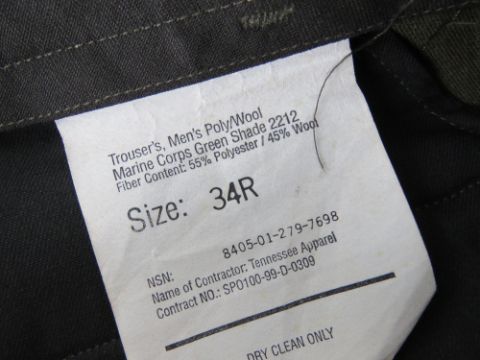 Trouser's, Men's Poly/Wool
Marine Corps Green Shade 2212
Fiber Content: 55% Polyester / 45% Wool
Size: 34R
8405-01-279-7698
NSN:
Name of Contractor: Tennessee Apparel
Contract NO.: SPO100-99-D-0309
DRY CLEAN ONLY